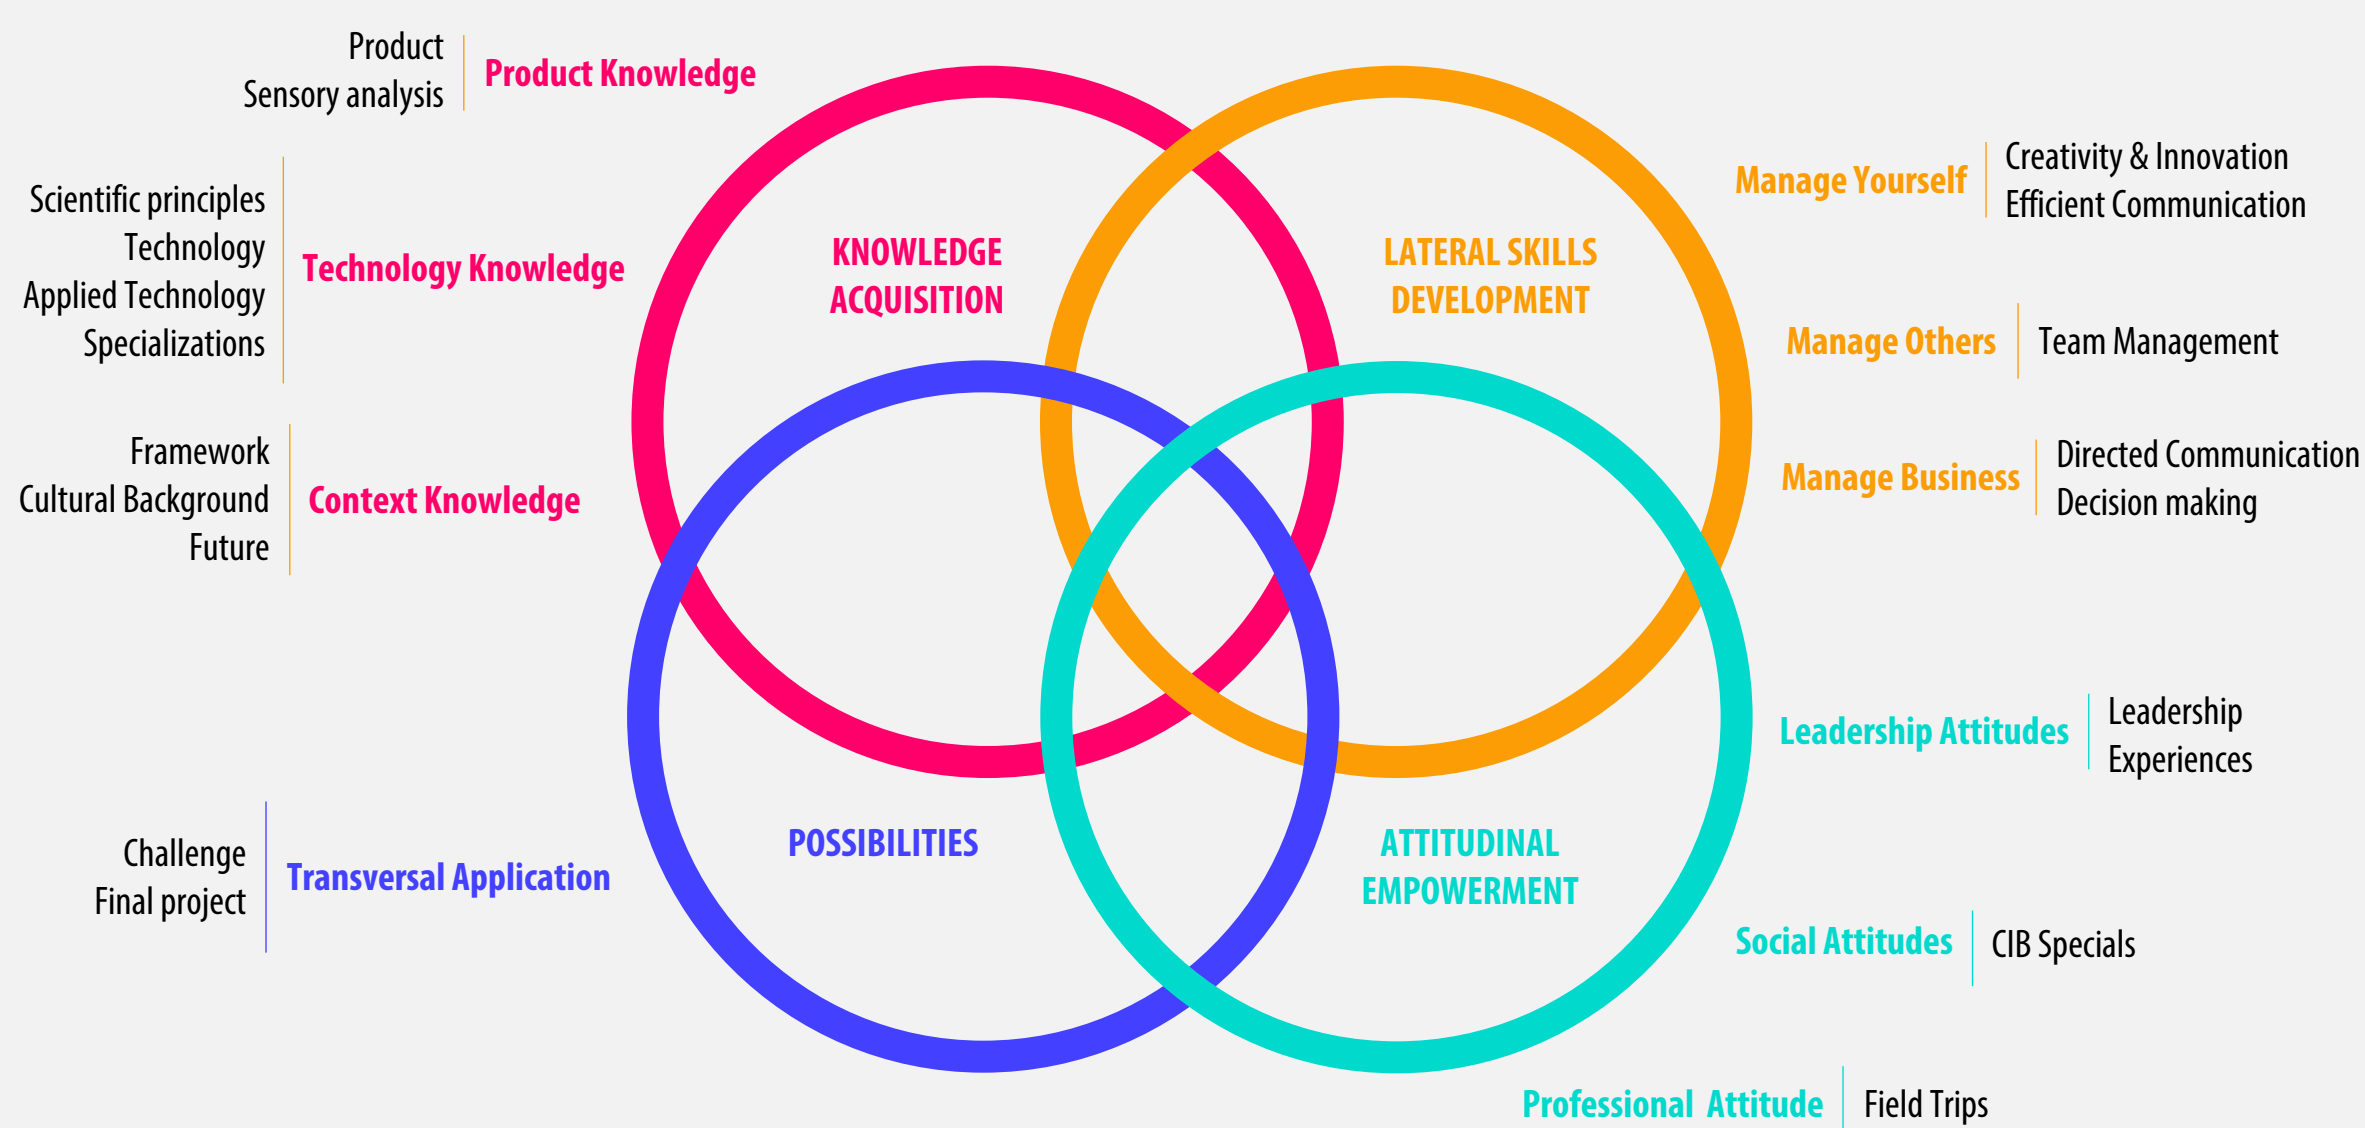 Product
Sensory analysis
Product Knowledge
Scientific principles
Technology
Applied Technology
Specializations
Technology Knowledge
Framework
Cultural Background
Future
Context Knowledge
KNOWLEDGE
ACQUISITION
LATERAL SKILLS
DEVELOPMENT
Manage Yourself
Creativity & Innovation
Efficient Communication
Manage Others
Team Management
Manage Business
Directed Communication
Decision making
Challenge
Final project
Transversal Application
POSSIBILITIES
ATTITUDINAL
EMPOWERMENT
Leadership Attitudes
Leadership
Experiences
Social Attitudes
CIB Specials
Professional Attitude
Field Trips